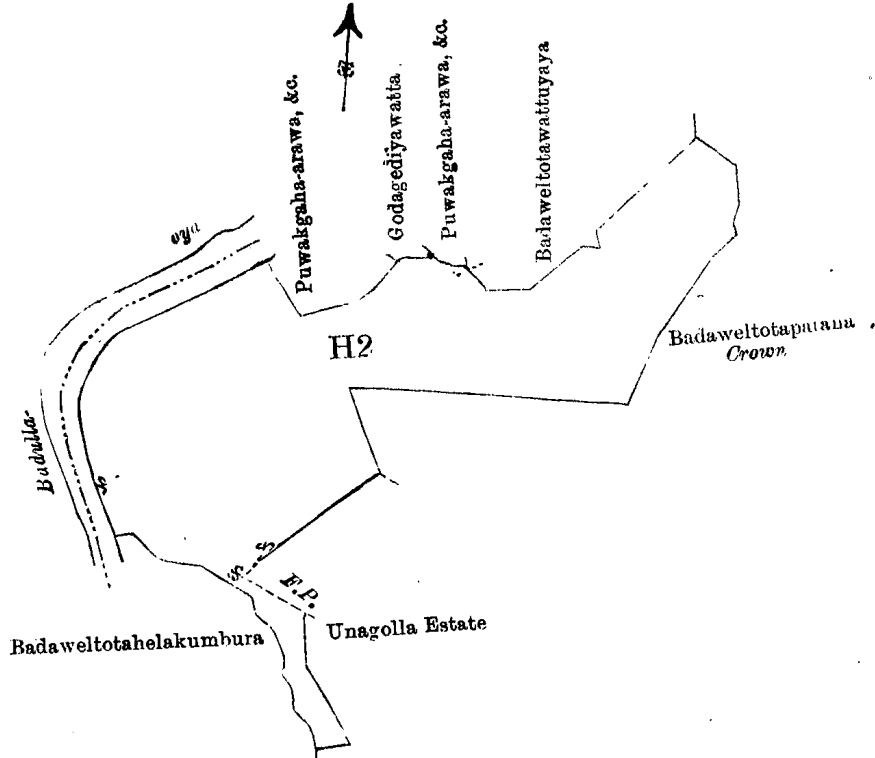 Puwakgaha-arawa, &c.
Godagediyawatta
Puwakgaha-arawa, &c.
Badaweltotawattuyaya
oya
H2
Badaweltotapatana
Crown
Badulla-
F.P.
Unagolla Estate
Badaweltotahelakumbura